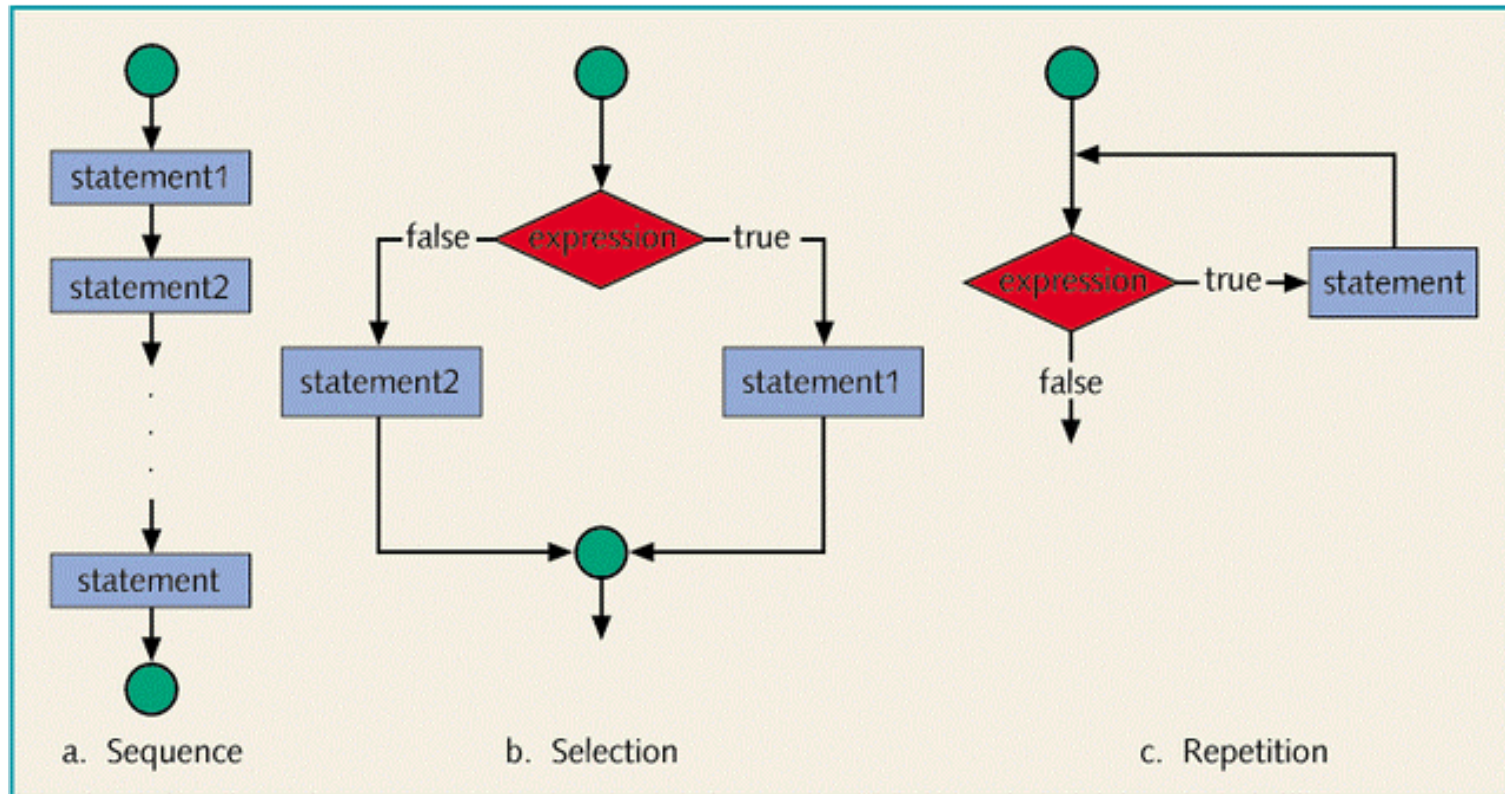 statement1
statement2
statement
a. Sequence
false
expression
true
statement2
statement1
b. Selection
expression
true
statement
false
c. Repetition